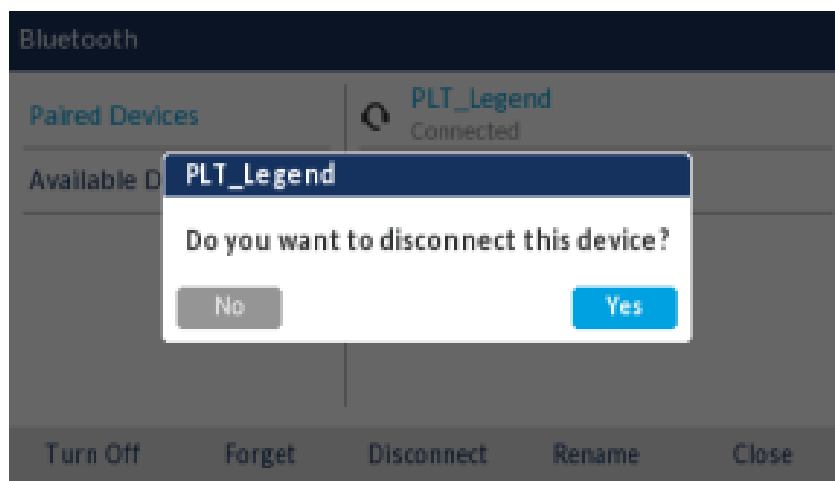 Bluetooth
Paired Devices
PLT_Legend
Connected
Available D
PLT_Legend
Do you want to disconnect this device?
No Yes
Turn Off Forget Disconnect Rename Close